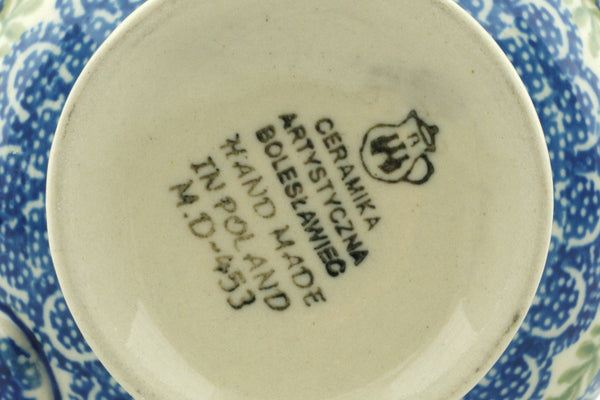 CERAMIKA
ARTYSTYCZNA
BOLESŁAWIEC
HAND MADE
IN POLAND
M.D-453